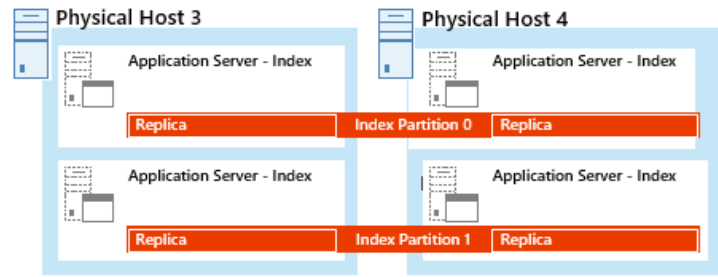 Physical Host 3
Physical Host 4
Application Server - Index
Application Server - Index
Replica
Index Partition 0
Replica
Application Server - Index
Application Server - Index
Replica
Index Partition 1
Replica